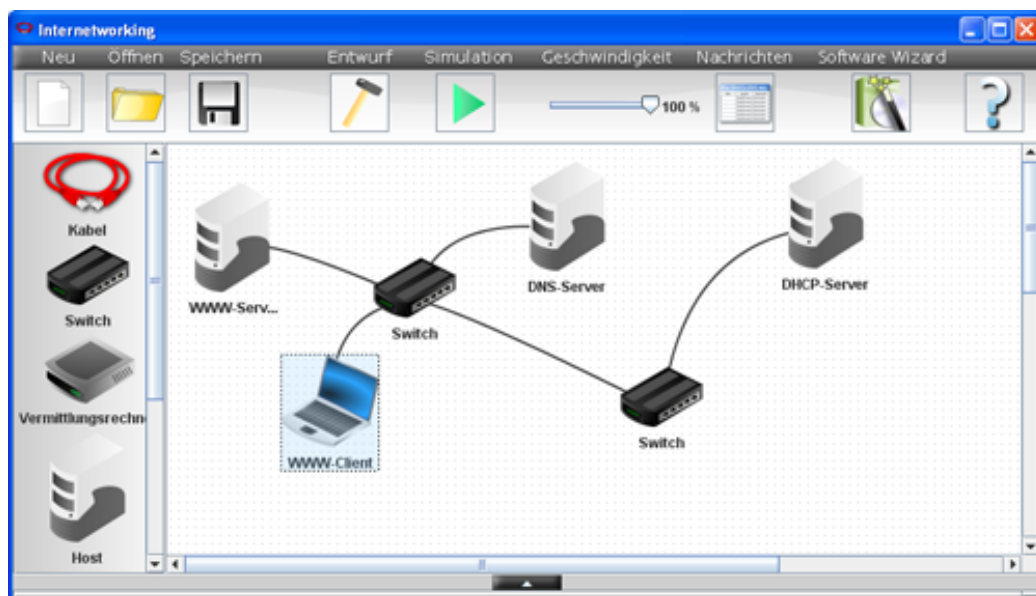 Internetworking
Neu Öffnen Speichern Entwurf Simulation Geschwindigkeit Nachrichten Software Wizard
100 %
Kabel
Switch
Vermittlungsrechne
Host
WWW-Serv...
Switch
DNS-Server
DHCP-Server
WWW-Client
Switch